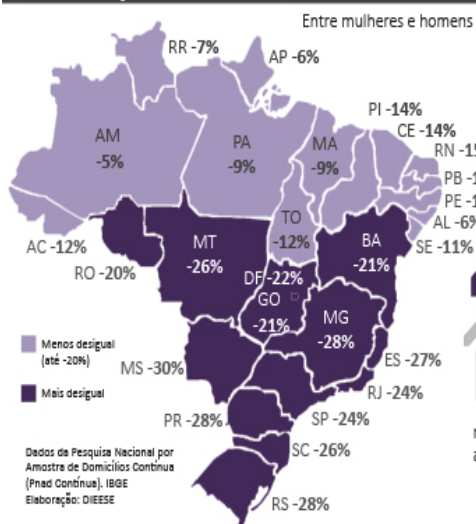 Entre mulheres e homens
RR -7%
AP -6%
PI -14%
CE -14%
AM
-5%
PA
-9%
MA
-9%
RN
PB
PE
AL -6%
SE -11%
TO
-12%
AC -12%
RO -20%
MT
-26%
BA
-21%
DF -22%
GO
-21%
MG
-28%
Menos desigual
(até -20%)
Mais desigual
MS -30%
ES -27%
RJ -24%
PR -28%
SP -24%
SC -26%
RS -28%
Dados da Pesquisa Nacional por
Amostra de Domicílios Contínua
(Pnad Contínua). IBGE
Elaboração: DIEESE